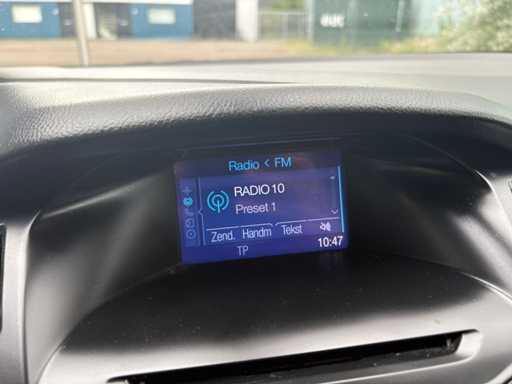 Radio < FM
RADIO 10
Preset 1
Zend. Handm Tekst
TP
10:47